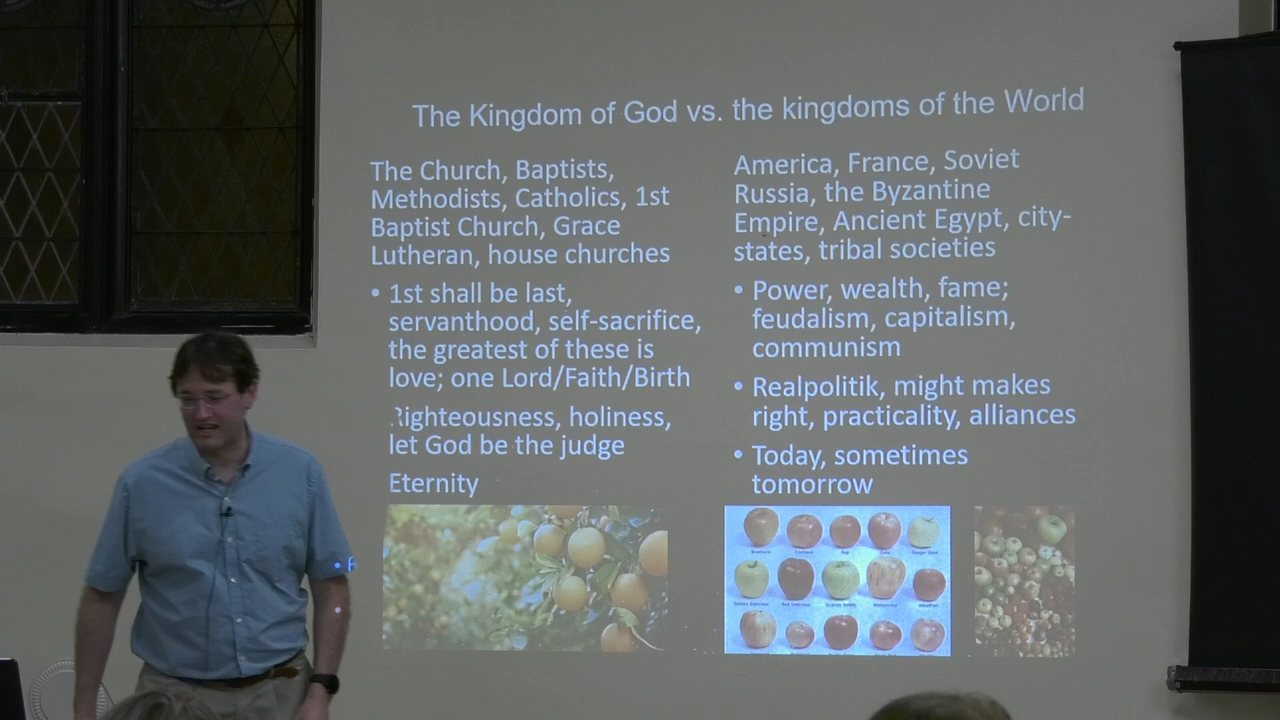 The Kingdom of God vs. the kingdoms of the World
The Church, Baptists,
Methodists, Catholics, 1st
Baptist Church, Grace
Lutheran, house churches
• 1st shall be last,
servanthood, self-sacrifice,
the greatest of these is
love; one Lord/Faith/Birth
Righteousness, holiness,
let God be the judge
Eternity
America, France, Soviet
Russia, the Byzantine
Empire, Ancient Egypt, city-
states, tribal societies
• Power, wealth, fame;
feudalism, capitalism,
communism
• Realpolitik, might makes
right, practicality, alliances
• Today, sometimes
tomorrow